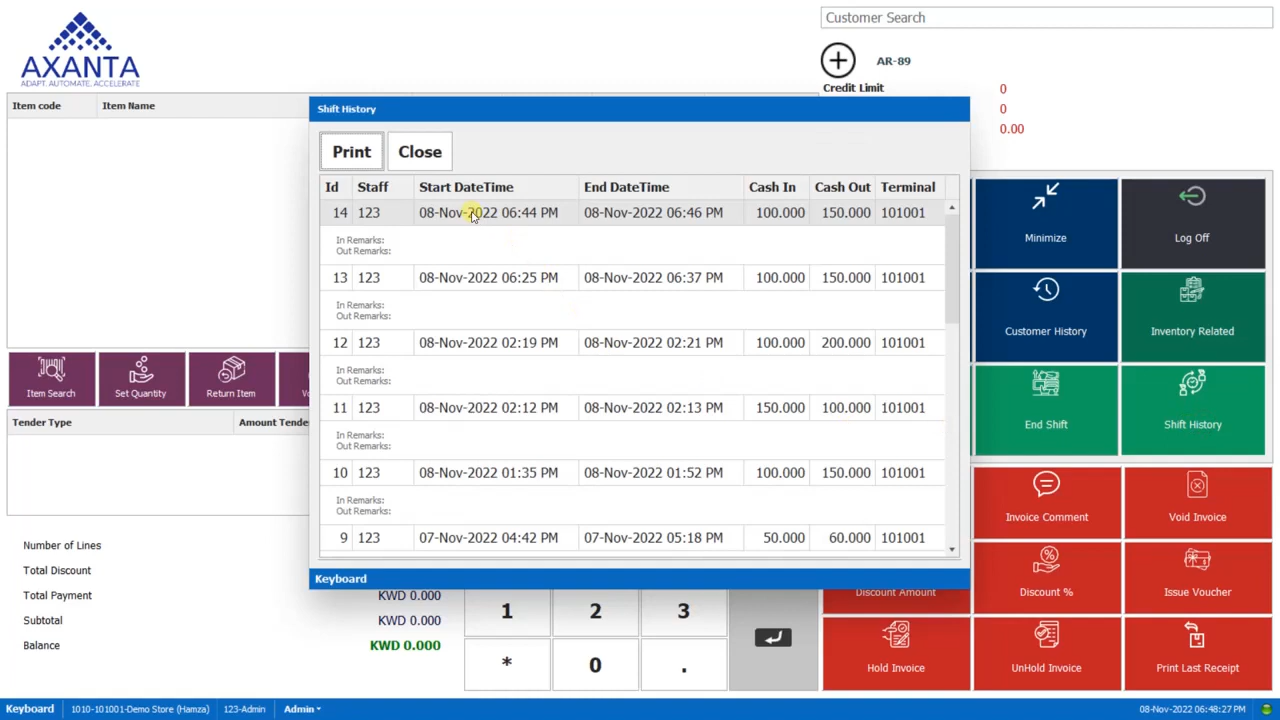 AXANTA
ADAPT. AUTOMATE. ACCELERATE
Customer Search
AR-89
Credit Limit
0
0
0.00
Item code
Item Name
Shift History
Print
Close
Id Staff Start DateTime End DateTime Cash In Cash Out Terminal
14 123 08-Nov-2022 06:44 PM 08-Nov-2022 06:46 PM 100.000 150.000 101001
In Remarks:
Out Remarks:
13 123 08-Nov-2022 06:25 PM 08-Nov-2022 06:37 PM 100.000 150.000 101001
In Remarks:
Out Remarks:
12 123 08-Nov-2022 02:19 PM 08-Nov-2022 02:21 PM 100.000 200.000 101001
In Remarks:
Out Remarks:
11 123 08-Nov-2022 02:12 PM 08-Nov-2022 02:13 PM 150.000 100.000 101001
In Remarks:
Out Remarks:
10 123 08-Nov-2022 01:35 PM 08-Nov-2022 01:52 PM 100.000 150.000 101001
In Remarks:
Out Remarks:
9 123 07-Nov-2022 04:42 PM 07-Nov-2022 05:18 PM 50.000 60.000 101001
Keyboard
Minimize
Log Off
Customer History
Inventory Related
End Shift
Shift History
Item Search
Set Quantity
Return Item
Tender Type
Number of Lines
Total Discount
Total Payment
KWD 0.000
Subtotal
KWD 0.000
Balance
KWD 0.000
1
2
3
*
0
.
Invoice Comment
Void Invoice
Discount Amount
Discount %
Issue Voucher
Hold Invoice
UnHold Invoice
Print Last Receipt
Keyboard 1010-101001-Demo Store (Hamza) 123-Admin Admin 08-Nov-2022 06:48:27 PM